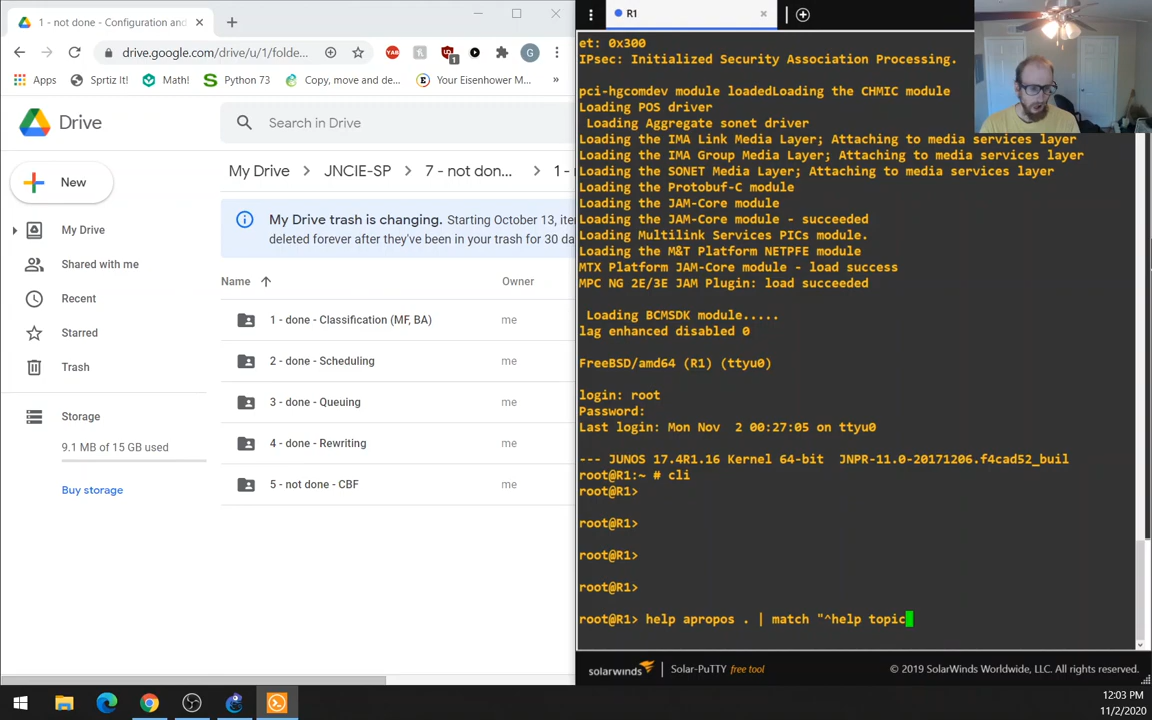 1 - not done - Configuration and
drive.google.com/drive/u/1/folde...
YAB
G
Apps
Sprtiz It!
Math!
Python 73
Copy, move and de...
Your Eisenhower M...
Drive
Search in Drive
New
My Drive
JNCIE-SP
7 - not don...
1 -
My Drive
Shared with me
Recent
Starred
Trash
Storage
9.1 MB of 15 GB used
Buy storage
My Drive trash is changing. Starting October 13, ite
deleted forever after they've been in your trash for 30 da
Name
Owner
1 - done - Classification (MF, BA)
me
2 - done - Scheduling
me
3 - done - Queuing
me
4 - done - Rewriting
me
5 - not done - CBF
me
R1
et: 0x300
IPsec: Initialized Security Association Processing.
pci-hgcomdev module loadedLoading the CHMIC module
Loading POS driver
Loading Aggregate sonet driver
Loading the IMA Link Media Layer; Attaching to media services layer
Loading the IMA Group Media Layer; Attaching to media services layer
Loading the SONET Media Layer; Attaching to media services layer
Loading the Protobuf-C module
Loading the JAM-Core module
Loading the JAM-Core module - succeeded
Loading Multilink Services PICs module.
Loading the M&T Platform NETPFE module
MTX Platform JAM-Core module - load success
MPC NG 2E/3E JAM Plugin: load succeeded
Loading BCMSDK module.....
lag enhanced disabled 0
FreeBSD/amd64 (R1) (ttyu0)
login: root
Password:
Last login: Mon Nov  2 00:27:05 on ttyu0
--- JUNOS 17.4R1.16 Kernel 64-bit  JNPR-11.0-20171206.f4cad52_buil
root@R1:~ # cli
root@R1>
root@R1>
root@R1>
root@R1>
root@R1> help apropos . | match "^help topic
solarwinds
Solar-PuTTY free tool
© 2019 SolarWinds Worldwide, LLC. All rights reserved.
12:03 PM
11/2/2020